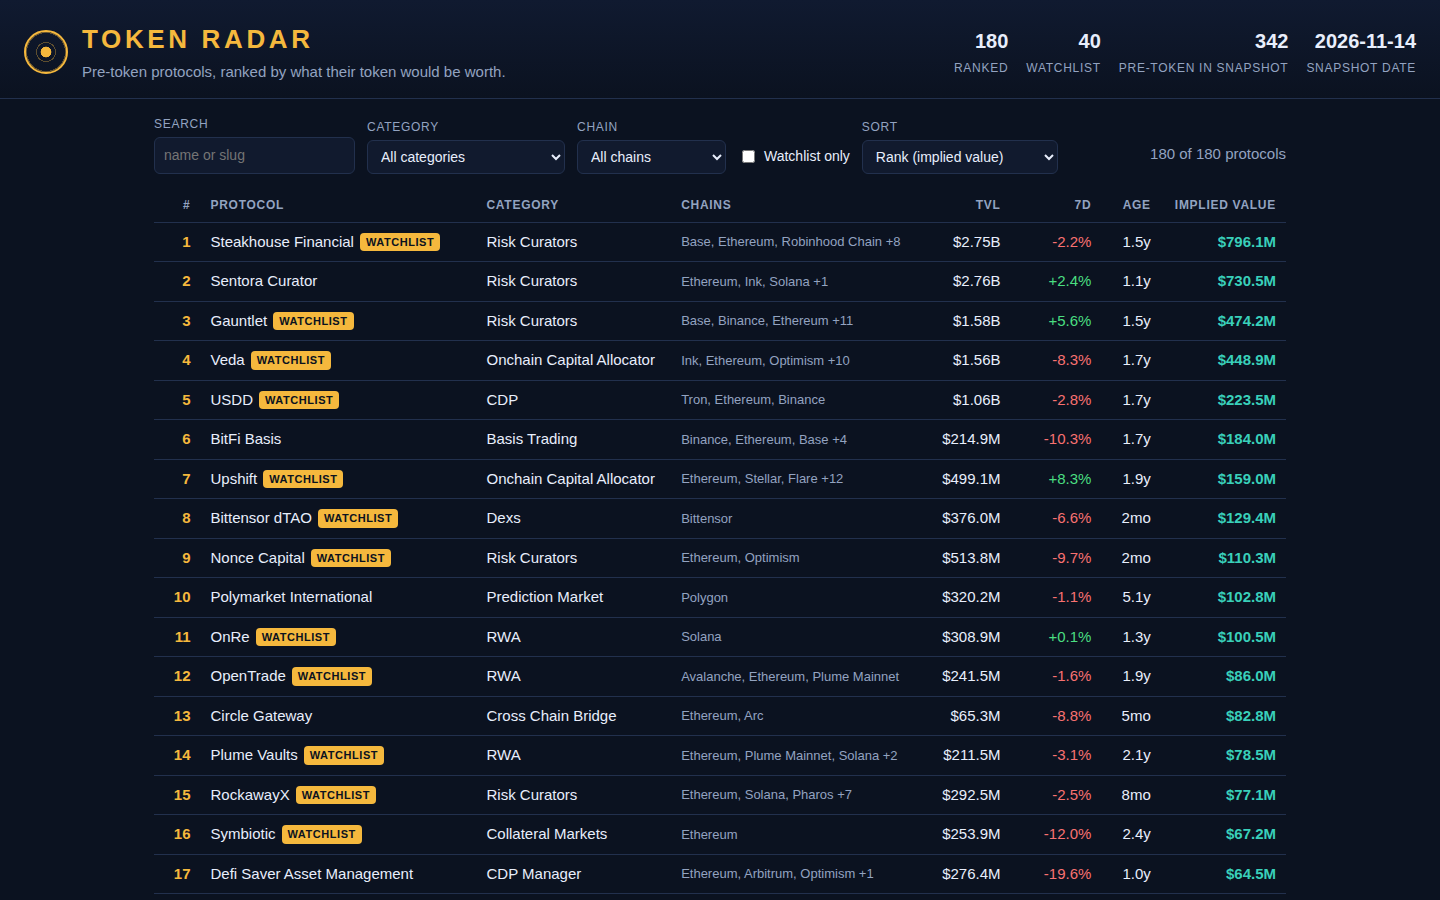 TOKEN RADAR
Pre-token protocols, ranked by what their token would be worth.
180 40 342 2026-11-14
RANKED WATCHLIST PRE-TOKEN IN SNAPSHOT SNAPSHOT DATE
SEARCH CATEGORY CHAIN SORT
name or slug All categories All chains Watchlist only Rank (implied value) 180 of 180 protocols
# PROTOCOL CATEGORY CHAINS TVL 7D AGE IMPLIED VALUE
1 Steakhouse Financial WATCHLIST Risk Curators Base, Ethereum, Robinhood Chain +8 $2.75B -2.2% 1.5y $796.1M
2 Sentora Curator Risk Curators Ethereum, Ink, Solana +1 $2.76B +2.4% 1.1y $730.5M
3 Gauntlet WATCHLIST Risk Curators Base, Binance, Ethereum +11 $1.58B +5.6% 1.5y $474.2M
4 Veda WATCHLIST Onchain Capital Allocator Ink, Ethereum, Optimism +10 $1.56B -8.3% 1.7y $448.9M
5 USDD WATCHLIST CDP Tron, Ethereum, Binance $1.06B -2.8% 1.7y $223.5M
6 BitFi Basis Basis Trading Binance, Ethereum, Base +4 $214.9M -10.3% 1.7y $184.0M
7 Upshift WATCHLIST Onchain Capital Allocator Ethereum, Stellar, Flare +12 $499.1M +8.3% 1.9y $159.0M
8 Bittensor dTAO WATCHLIST Dexs Bittensor $376.0M -6.6% 2mo $129.4M
9 Nonce Capital WATCHLIST Risk Curators Ethereum, Optimism $513.8M -9.7% 2mo $110.3M
10 Polymarket International Prediction Market Polygon $320.2M -1.1% 5.1y $102.8M
11 OnRe WATCHLIST RWA Solana $308.9M +0.1% 1.3y $100.5M
12 OpenTrade WATCHLIST RWA Avalanche, Ethereum, Plume Mainnet $241.5M -1.6% 1.9y $86.0M
13 Circle Gateway Cross Chain Bridge Ethereum, Arc $65.3M -8.8% 5mo $82.8M
14 Plume Vaults WATCHLIST RWA Ethereum, Plume Mainnet, Solana +2 $211.5M -3.1% 2.1y $78.5M
15 RockawayX WATCHLIST Risk Curators Ethereum, Solana, Pharos +7 $292.5M -2.5% 8mo $77.1M
16 Symbiotic WATCHLIST Collateral Markets Ethereum $253.9M -12.0% 2.4y $67.2M
17 Defi Saver Asset Management CDP Manager Ethereum, Arbitrum, Optimism +1 $276.4M -19.6% 1.0y $64.5M